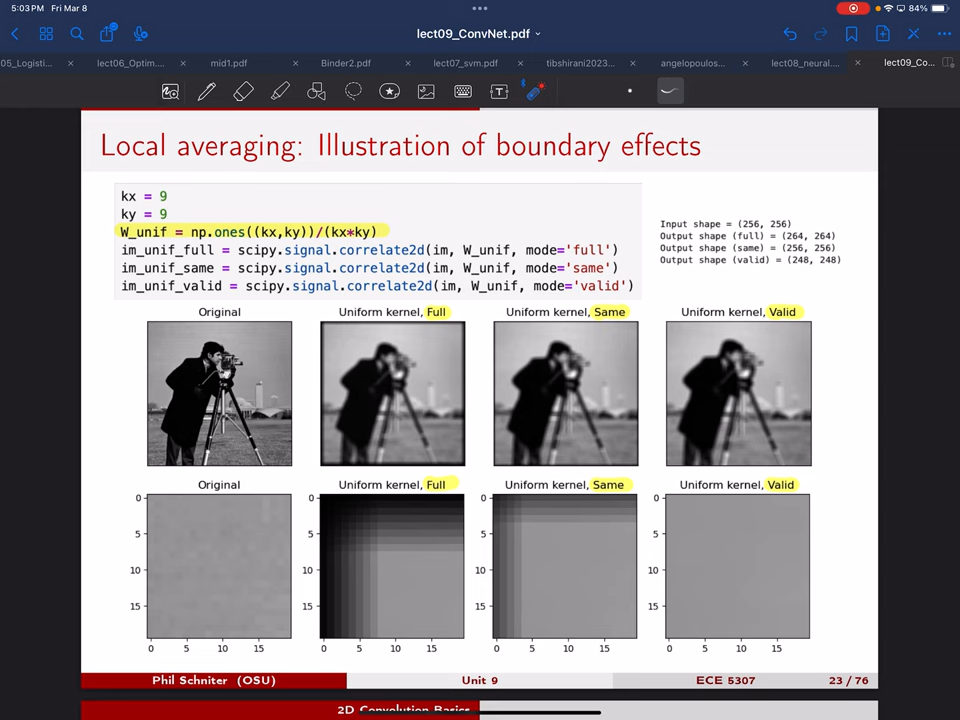 5:03 PM Fri Mar 8
84%
lect09_ConvNet.pdf
05_Logisti...
lect06_Optim....
mid1.pdf
Binder2.pdf
lect07_svm.pdf
tibshirani2023...
angelopoulos...
lect08_neural....
lect09_Co...
Local averaging: Illustration of boundary effects
kx = 9
ky = 9
W_unif = np.ones((kx,ky))/(kx*ky)
im_unif_full = scipy.signal.correlate2d(im, W_unif, mode='full')
im_unif_same = scipy.signal.correlate2d(im, W_unif, mode='same')
im_unif_valid = scipy.signal.correlate2d(im, W_unif, mode='valid')
Input shape = (256, 256)
Output shape (full) = (264, 264)
Output shape (same) = (256, 256)
Output shape (valid) = (248, 248)
Original
Uniform kernel, Full
Uniform kernel, Same
Uniform kernel, Valid
Original
Uniform kernel, Full
Uniform kernel, Same
Uniform kernel, Valid
0 0 0 0
5 5 5 5
10 10 10 10
15 15 15 15
0 5 10 15 0 5 10 15 0 5 10 15 0 5 10 15
Phil Schniter (OSU) Unit 9 ECE 5307 23 / 76
2D Convolution Basics